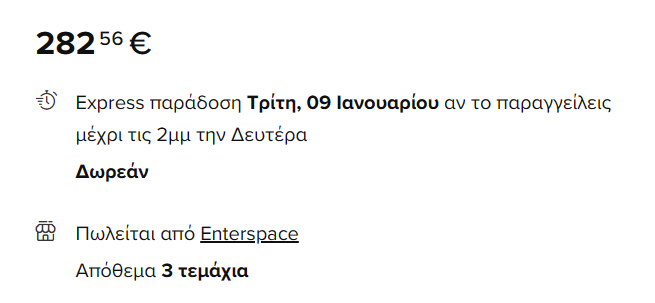 282 56 €
Express παράδοση Τρίτη, 09 Ιανουαρίου αν το παραγγείλεις
μέχρι τις 2μμ την Δευτέρα
Δωρεάν
Πωλείται από Enterspace
Απόθεμα 3 τεμάχια